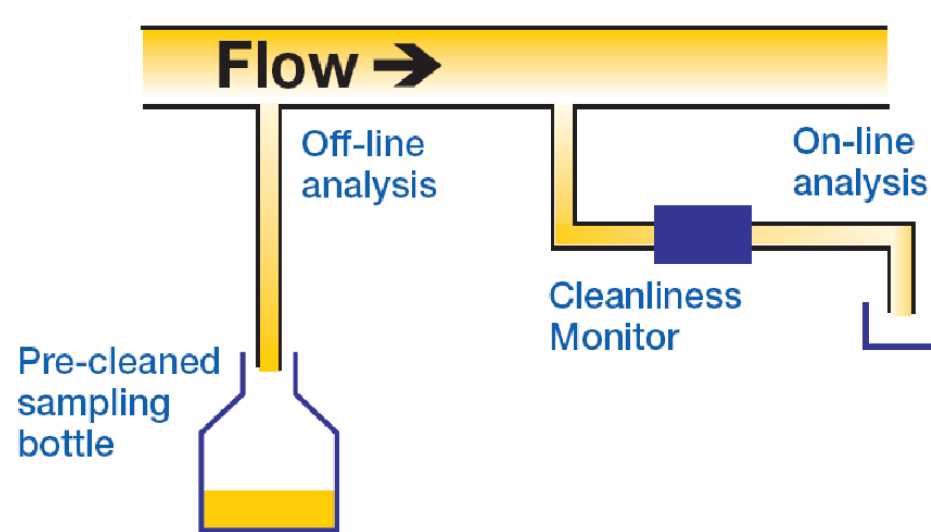 Flow →
Off-line
analysis
On-line
analysis
Cleanliness
Monitor
Pre-cleaned
sampling
bottle